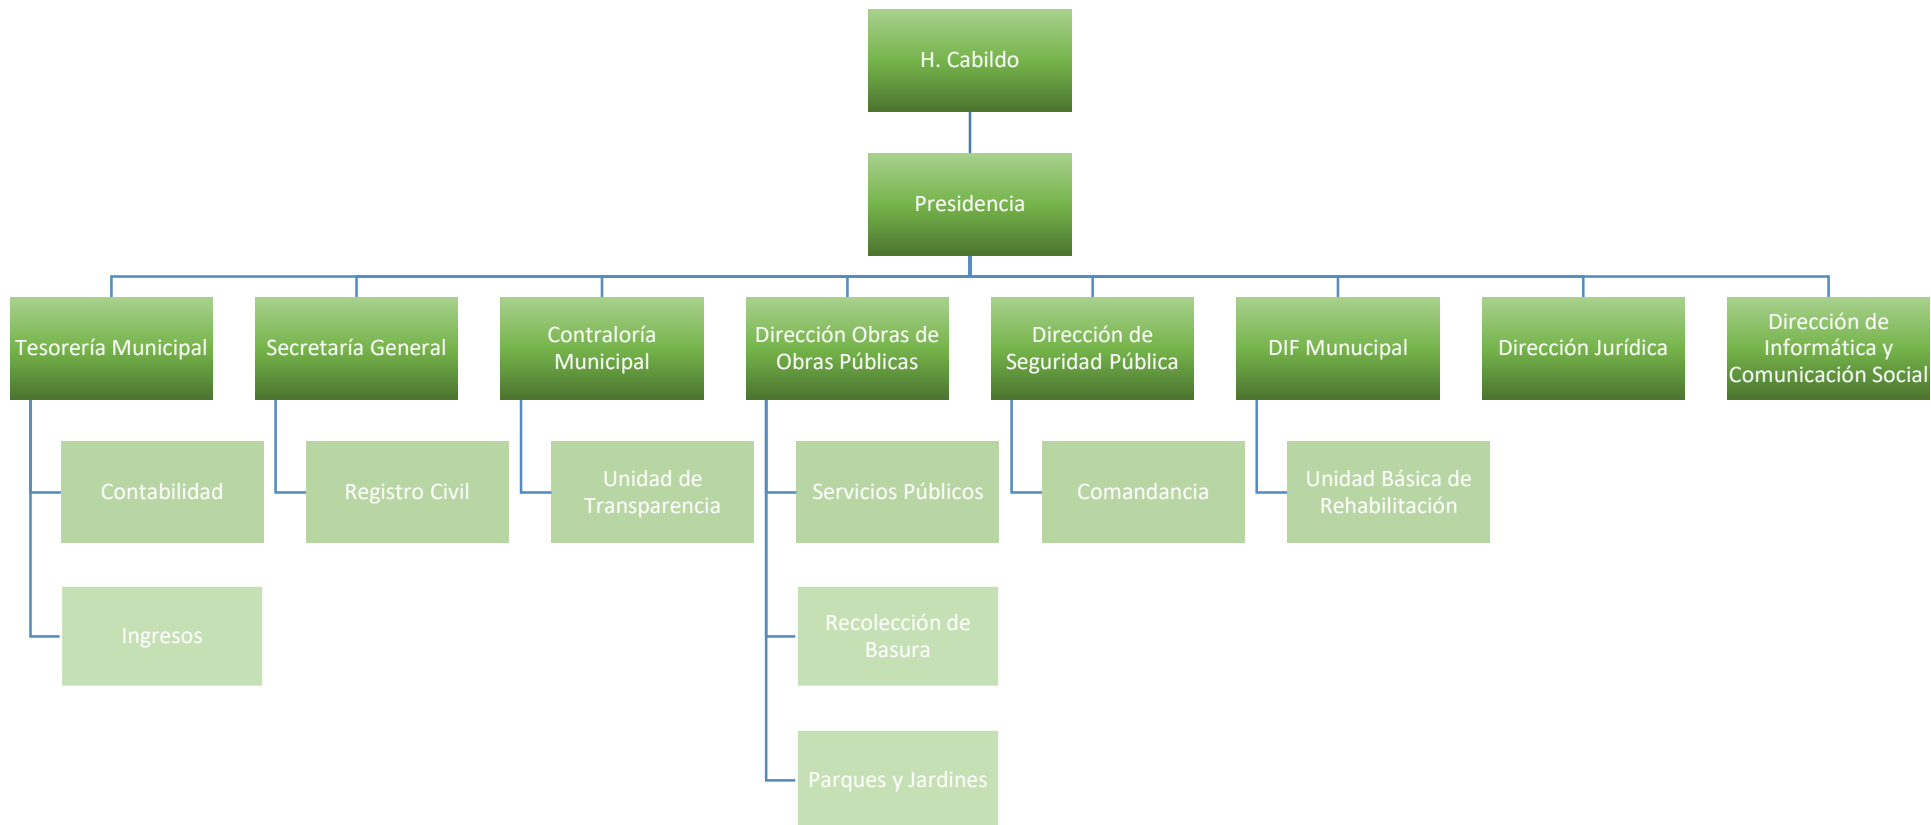 H. Cabildo
Presidencia
Tesorería Municipal
Secretaría General
Contraloría
Municipal
Dirección Obras de
Obras Públicas
Dirección de
Seguridad Pública
DIF Munucipal
Dirección Jurídica
Dirección de
Informática y
Comunicación Social
Contabilidad
Registro Civil
Unidad de
Transparencia
Servicios Públicos
Comandancia
Unidad Básica de
Rehabilitación
Ingresos
Recolección de
Basura
Parques y Jardines